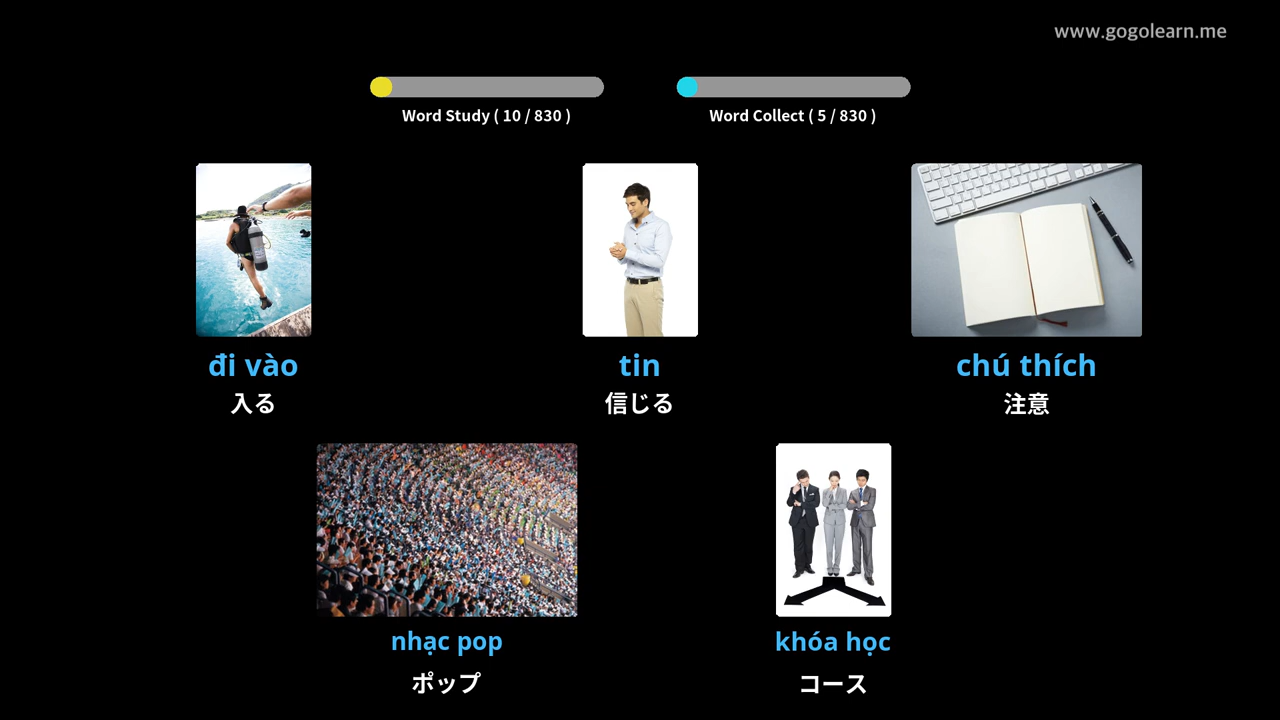 www.gogolearn.me
Word Study ( 10 / 830 )
Word Collect ( 5 / 830 )
đi vào
入る
tin
信じる
chú thích
注意
nhạc pop
ポップ
khóa học
コース